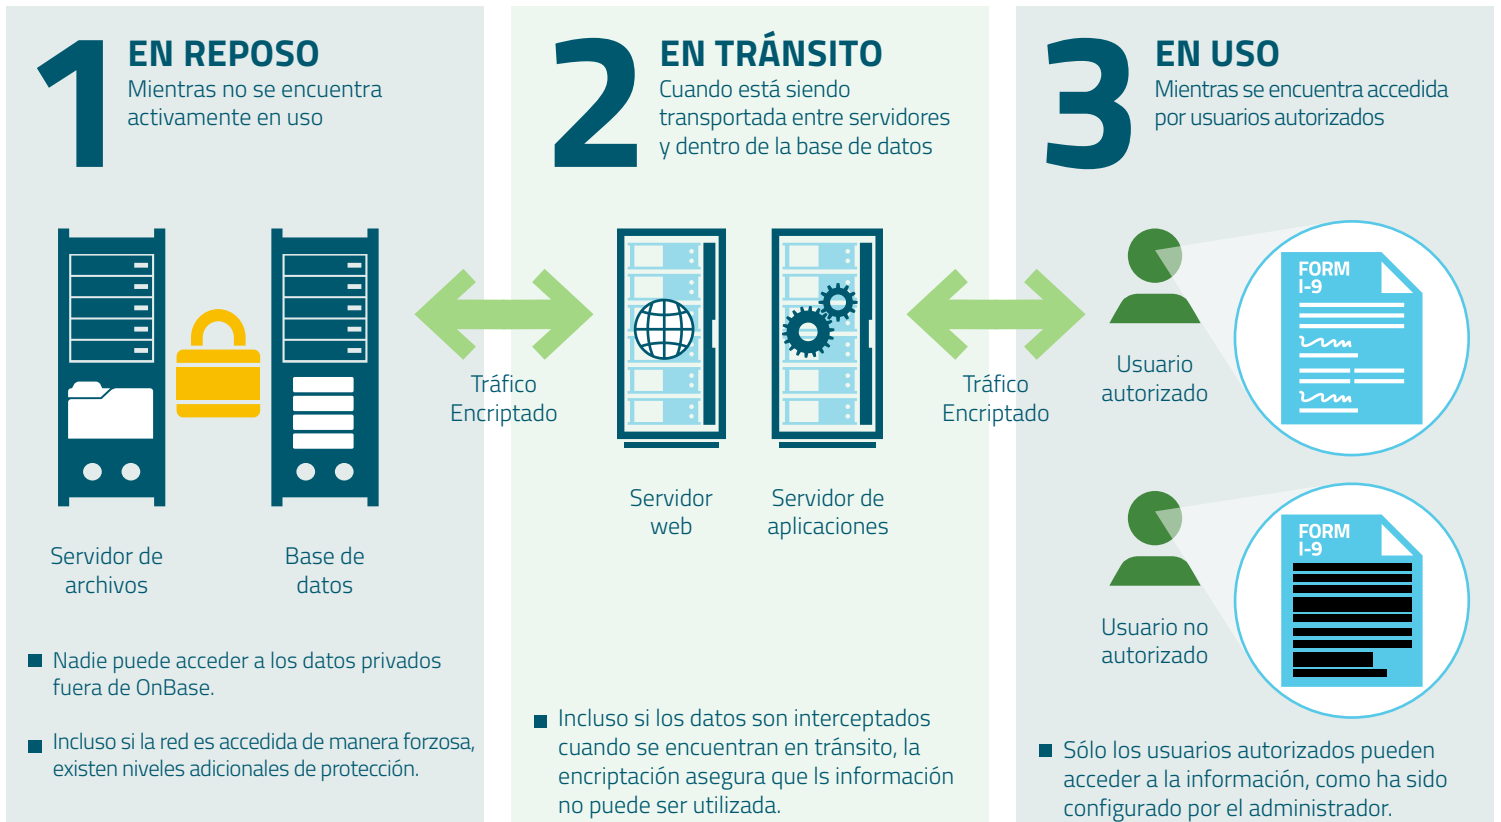 1
EN REPOSO
Mientras no se encuentra
activamente en uso
Servidor de
archivos
Base de
datos
Nadie puede acceder a los datos privados
fuera de OnBase.
Incluso si la red es accedida de manera forzosa,
existen niveles adicionales de protección.
Tráfico
Encriptado
2
EN TRÁNSITO
Cuando está siendo
transportada entre servidores
y dentro de la base de datos
Servidor
web
Servidor de
aplicaciones
Incluso si los datos son interceptados
cuando se encuentran en tránsito, la
encriptación asegura que ls información
no puede ser utilizada.
Tráfico
Encriptado
3
EN USO
Mientras se encuentra accedida
por usuarios autorizados
Usuario
autorizado
FORM
I-9
Usuario no
autorizado
FORM
I-9
Sólo los usuarios autorizados pueden
acceder a la información, como ha sido
configurado por el administrador.